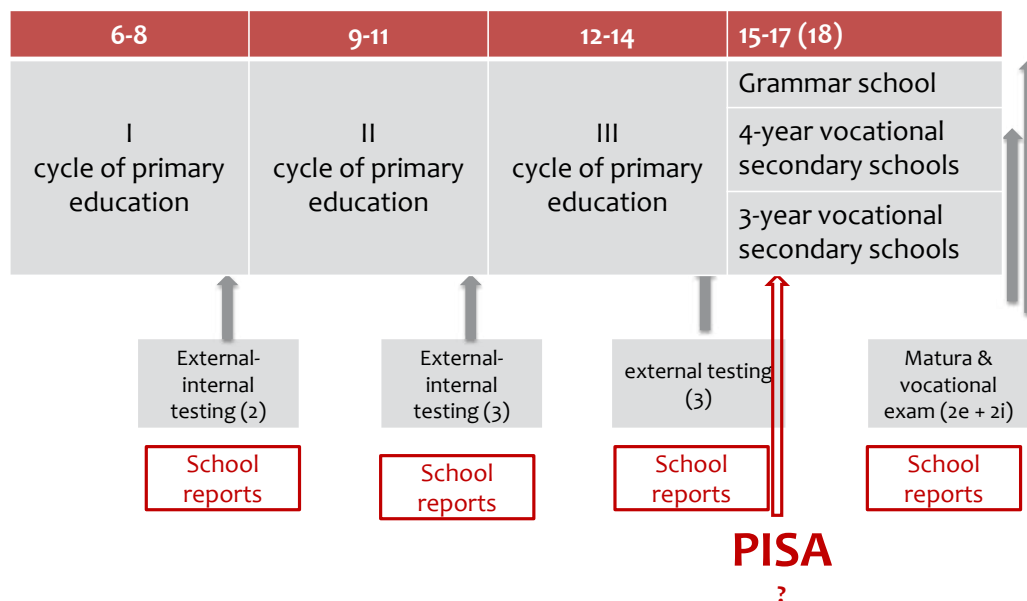 6-8
9-11
12-14
15-17 (18)
I
cycle of primary
education
II
cycle of primary
education
III
cycle of primary
education
Grammar school
4-year vocational
secondary schools
3-year vocational
secondary schools
External-
internal
testing (2)
External-
internal
testing (3)
external testing
(3)
Matura &
vocational
exam (2e + 2i)
School
reports
School
reports
School
reports
School
reports
PISA
?